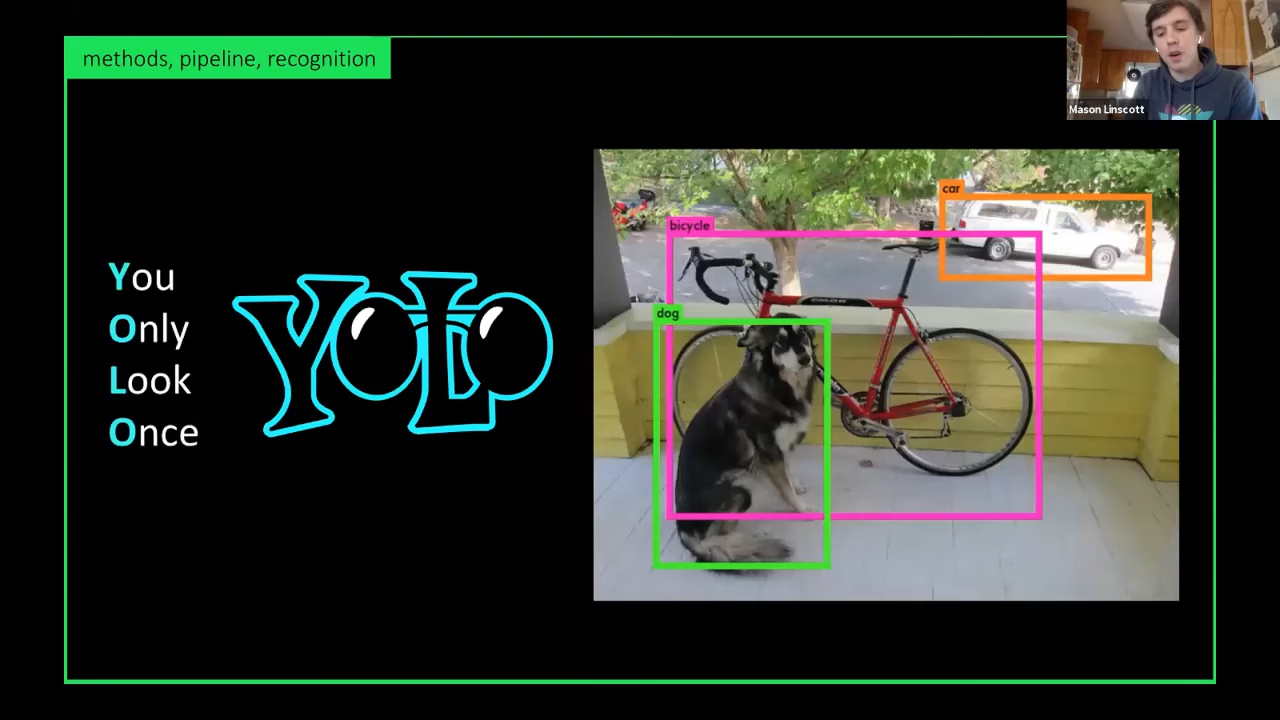 methods, pipeline, recognition
Mason Linscott
You
Only
Look
Once
YOLO
car
bicycle
dog